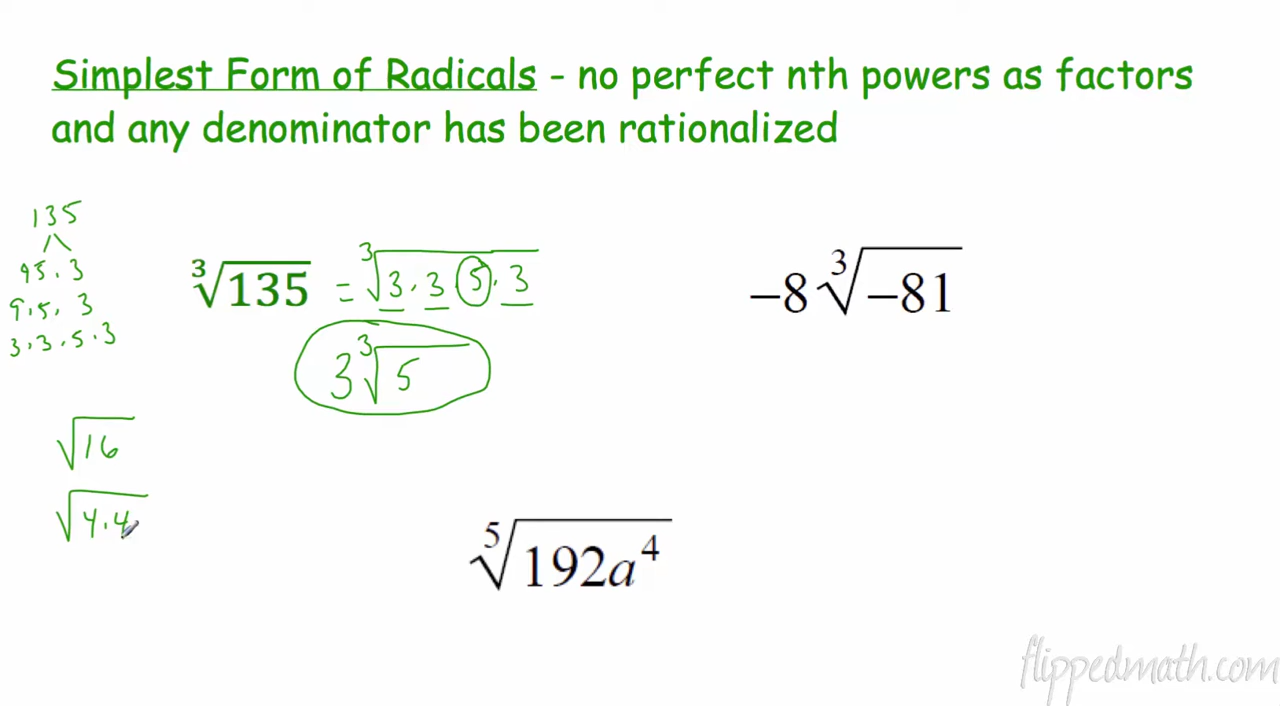 Simplest Form of Radicals - no perfect nth powers as factors
and any denominator has been rationalized
135
95.3
9.5. 3
3.3.5.3
∛135 = ∛3·3·5·3
3∛5
-8∛-81
√16
√4.4
⁵√192a⁴
flippedmath.com